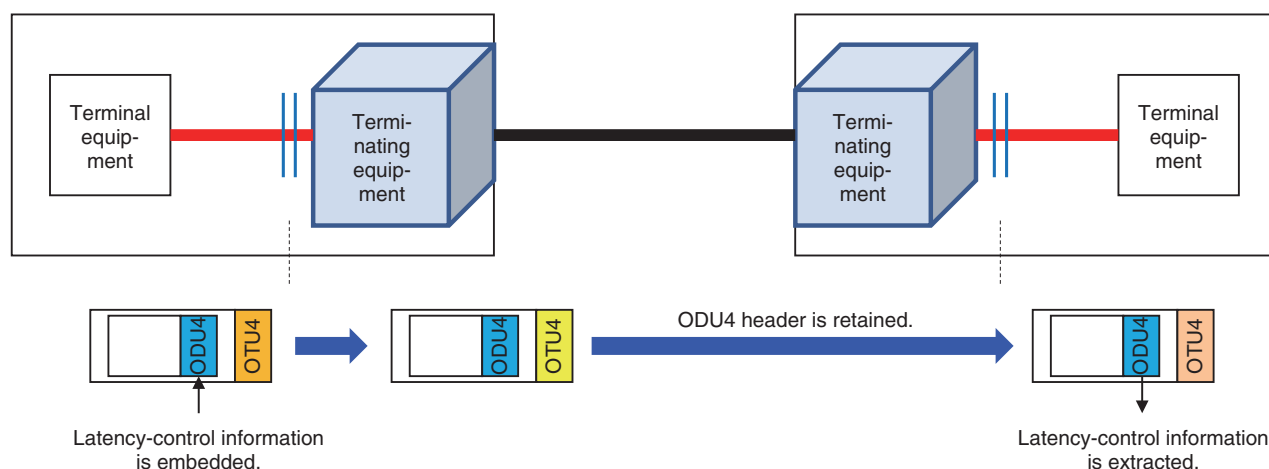 Terminal
equip-
ment
Termi-
nating
equip-
ment
Termi-
nating
equip-
ment
Terminal
equip-
ment
ODU4
OTU4
ODU4
OTU4
ODU4 header is retained.
ODU4
OTU4
Latency-control information
is embedded.
Latency-control information
is extracted.